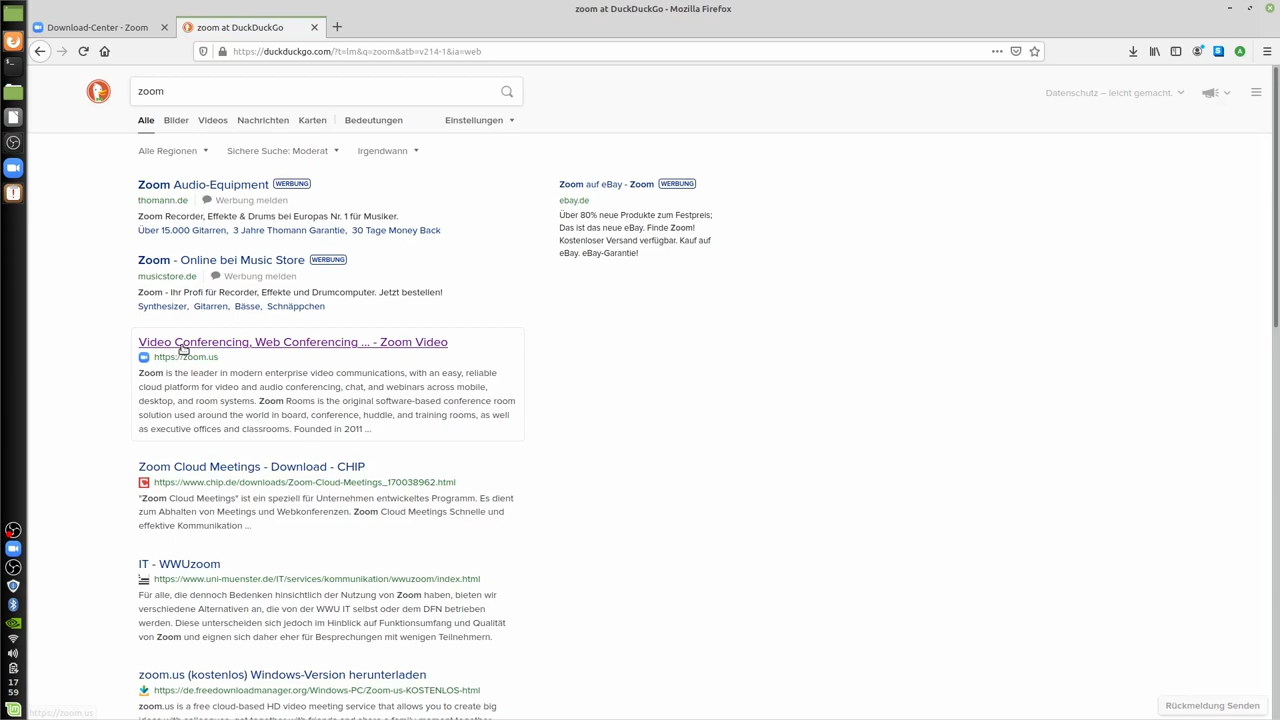 zoom at DuckDuckGo - Mozilla Firefox
Download-Center - Zoom
zoom at DuckDuckGo
https://duckduckgo.com/?t=lm&q=zoom&atb=v214-1&ia=web
zoom
Datenschutz – leicht gemacht.
Alle Bilder Videos Nachrichten Karten Bedeutungen Einstellungen
Alle Regionen Sichere Suche: Moderat Irgendwann
Zoom Audio-Equipment WERBUNG
thomann.de Werbung melden
Zoom Recorder, Effekte & Drums bei Europas Nr. 1 für Musiker.
Über 15.000 Gitarren, 3 Jahre Thomann Garantie, 30 Tage Money Back
Zoom - Online bei Music Store WERBUNG
musicstore.de Werbung melden
Zoom - Ihr Profi für Recorder, Effekte und Drumcomputer. Jetzt bestellen!
Synthesizer, Gitarren, Bässe, Schnäppchen
Zoom auf eBay - Zoom WERBUNG
ebay.de
Über 80% neue Produkte zum Festpreis;
Das ist das neue eBay. Finde Zoom!
Kostenloser Versand verfügbar. Kauf auf
eBay. eBay-Garantie!
Video Conferencing, Web Conferencing ... - Zoom Video
https://zoom.us
Zoom is the leader in modern enterprise video communications, with an easy, reliable
cloud platform for video and audio conferencing, chat, and webinars across mobile,
desktop, and room systems. Zoom Rooms is the original software-based conference room
solution used around the world in board, conference, huddle, and training rooms, as well
as executive offices and classrooms. Founded in 2011 ...
Zoom Cloud Meetings - Download - CHIP
https://www.chip.de/downloads/Zoom-Cloud-Meetings_170038962.html
"Zoom Cloud Meetings" ist ein speziell für Unternehmen entwickeltes Programm. Es dient
zum Abhalten von Meetings und Webkonferenzen. Zoom Cloud Meetings Schnelle und
effektive Kommunikation ...
IT - WWUzoom
https://www.uni-muenster.de/IT/services/kommunikation/wwuzoom/index.html
Für alle, die dennoch Bedenken hinsichtlich der Nutzung von Zoom haben, bieten wir
verschiedene Alternativen an, die von der WWU IT selbst oder dem DFN betrieben
werden. Diese unterscheiden sich jedoch im Hinblick auf Funktionsumfang und Qualität
von Zoom und eignen sich daher eher für Besprechungen mit wenigen Teilnehmern.
zoom.us (kostenlos) Windows-Version herunterladen
https://de.freedownloadmanager.org/Windows-PC/Zoom-us-KOSTENLOS-html
zoom.us is a free cloud-based HD video meeting service that allows you to create big
https://zoom.us
Rückmeldung Senden
17
59